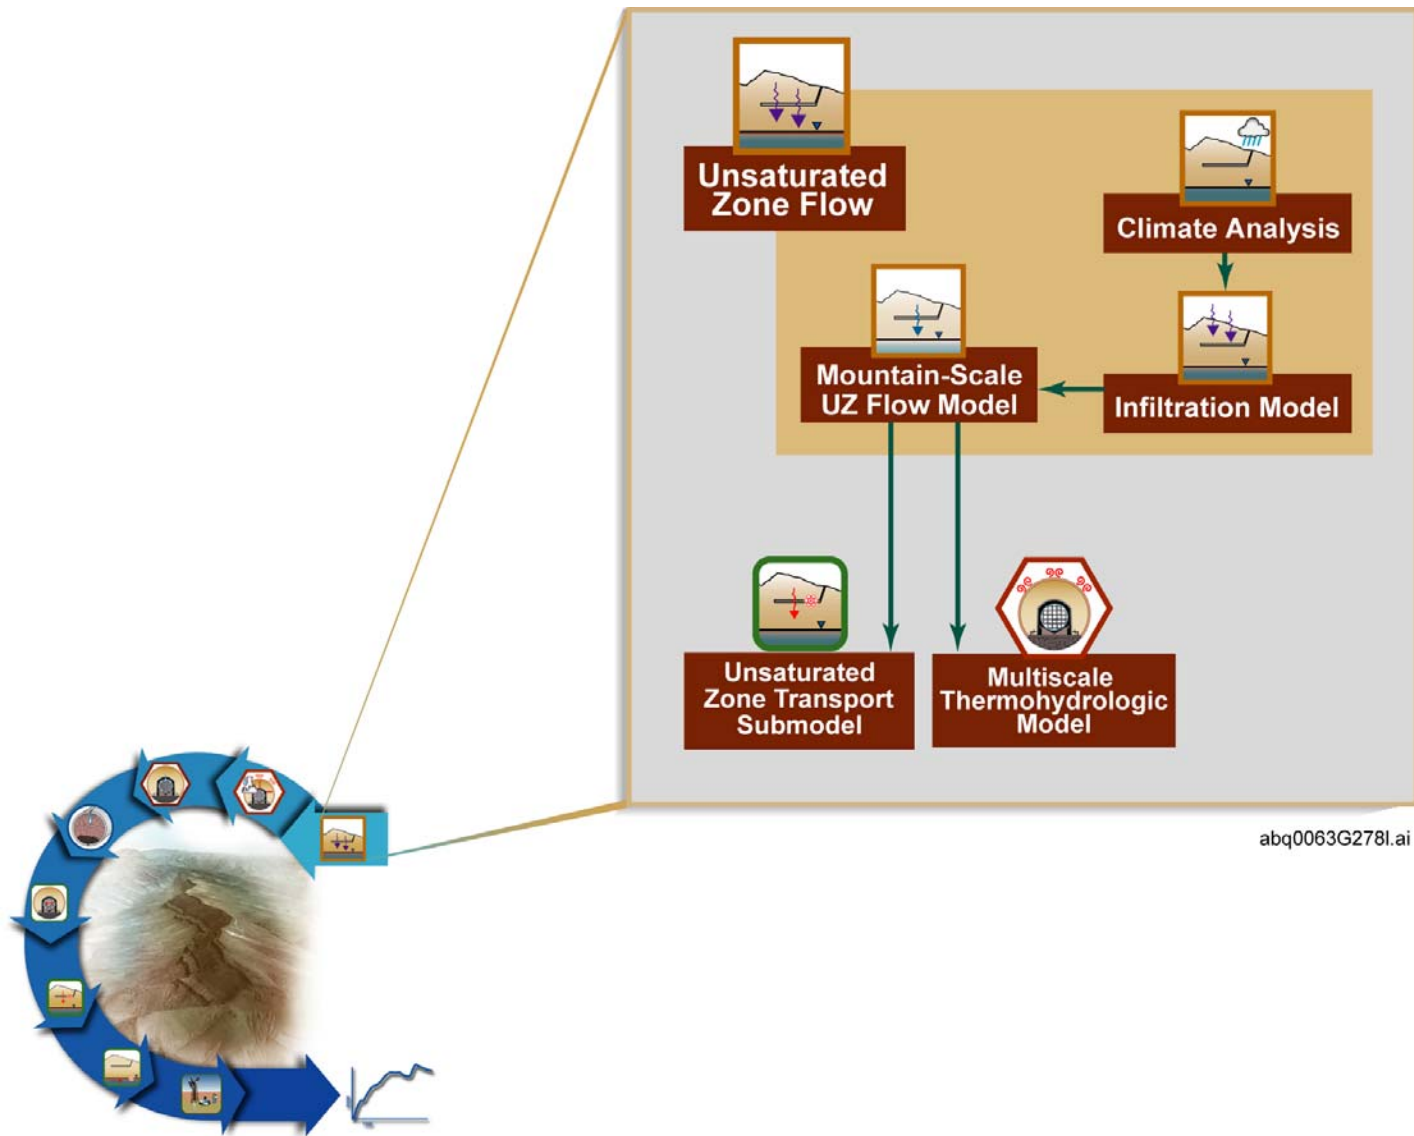 Unsaturated
Zone Flow
Climate Analysis
Mountain-Scale
UZ Flow Model
Infiltration Model
Unsaturated
Zone Transport
Submodel
Multiscale
Thermohydrologic
Model
abq0063G278l.ai